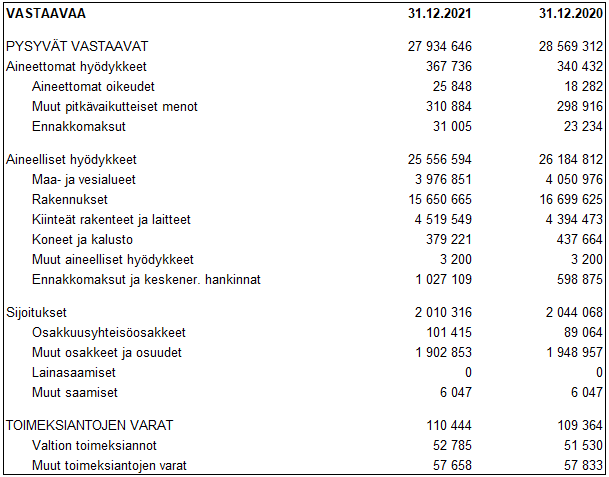 VASTAAVAA 31.12.2021 31.12.2020
PYSYVÄT VASTAAVAT 27 934 646 28 569 312
Aineettomat hyödykkeet 367 736 340 432
Aineettomat oikeudet 25 848 18 282
Muut pitkävaikutteiset menot 310 884 298 916
Ennakkomaksut 31 005 23 234
Aineelliset hyödykkeet 25 556 594 26 184 812
Maa- ja vesialueet 3 976 851 4 050 976
Rakennukset 15 650 665 16 699 625
Kiinteät rakenteet ja laitteet 4 519 549 4 394 473
Koneet ja kalusto 379 221 437 664
Muut aineelliset hyödykkeet 3 200 3 200
Ennakkomaksut ja keskener. hankinnat 1 027 109 598 875
Sijoitukset 2 010 316 2 044 068
Osakkuusyhteisöosakkeet 101 415 89 064
Muut osakkeet ja osuudet 1 902 853 1 948 957
Lainasaamiset 0 0
Muut saamiset 6 047 6 047
TOIMEKSIANTOJEN VARAT 110 444 109 364
Valtion toimeksiannot 52 785 51 530
Muut toimeksiantojen varat 57 658 57 833